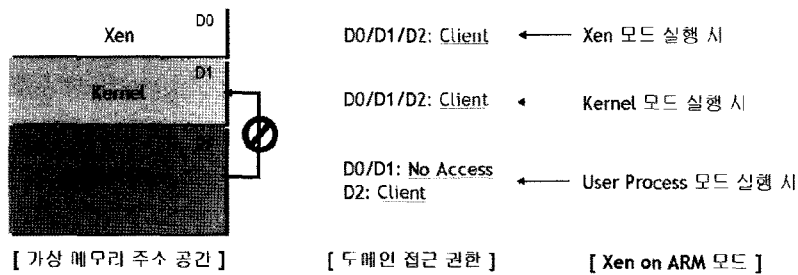 Xen
D0
D0/D1/D2: Client
Xen 모드 실행 시
Kernel
D1
D0/D1/D2: Client
Kernel 모드 실행 시
D0/D1: No Access
D2: Client
User Process 모드 실행 시
[ 가상 메모리 주소 공간 ]
[ 도메인 접근 권한 ]
[ Xen on ARM 모드 ]